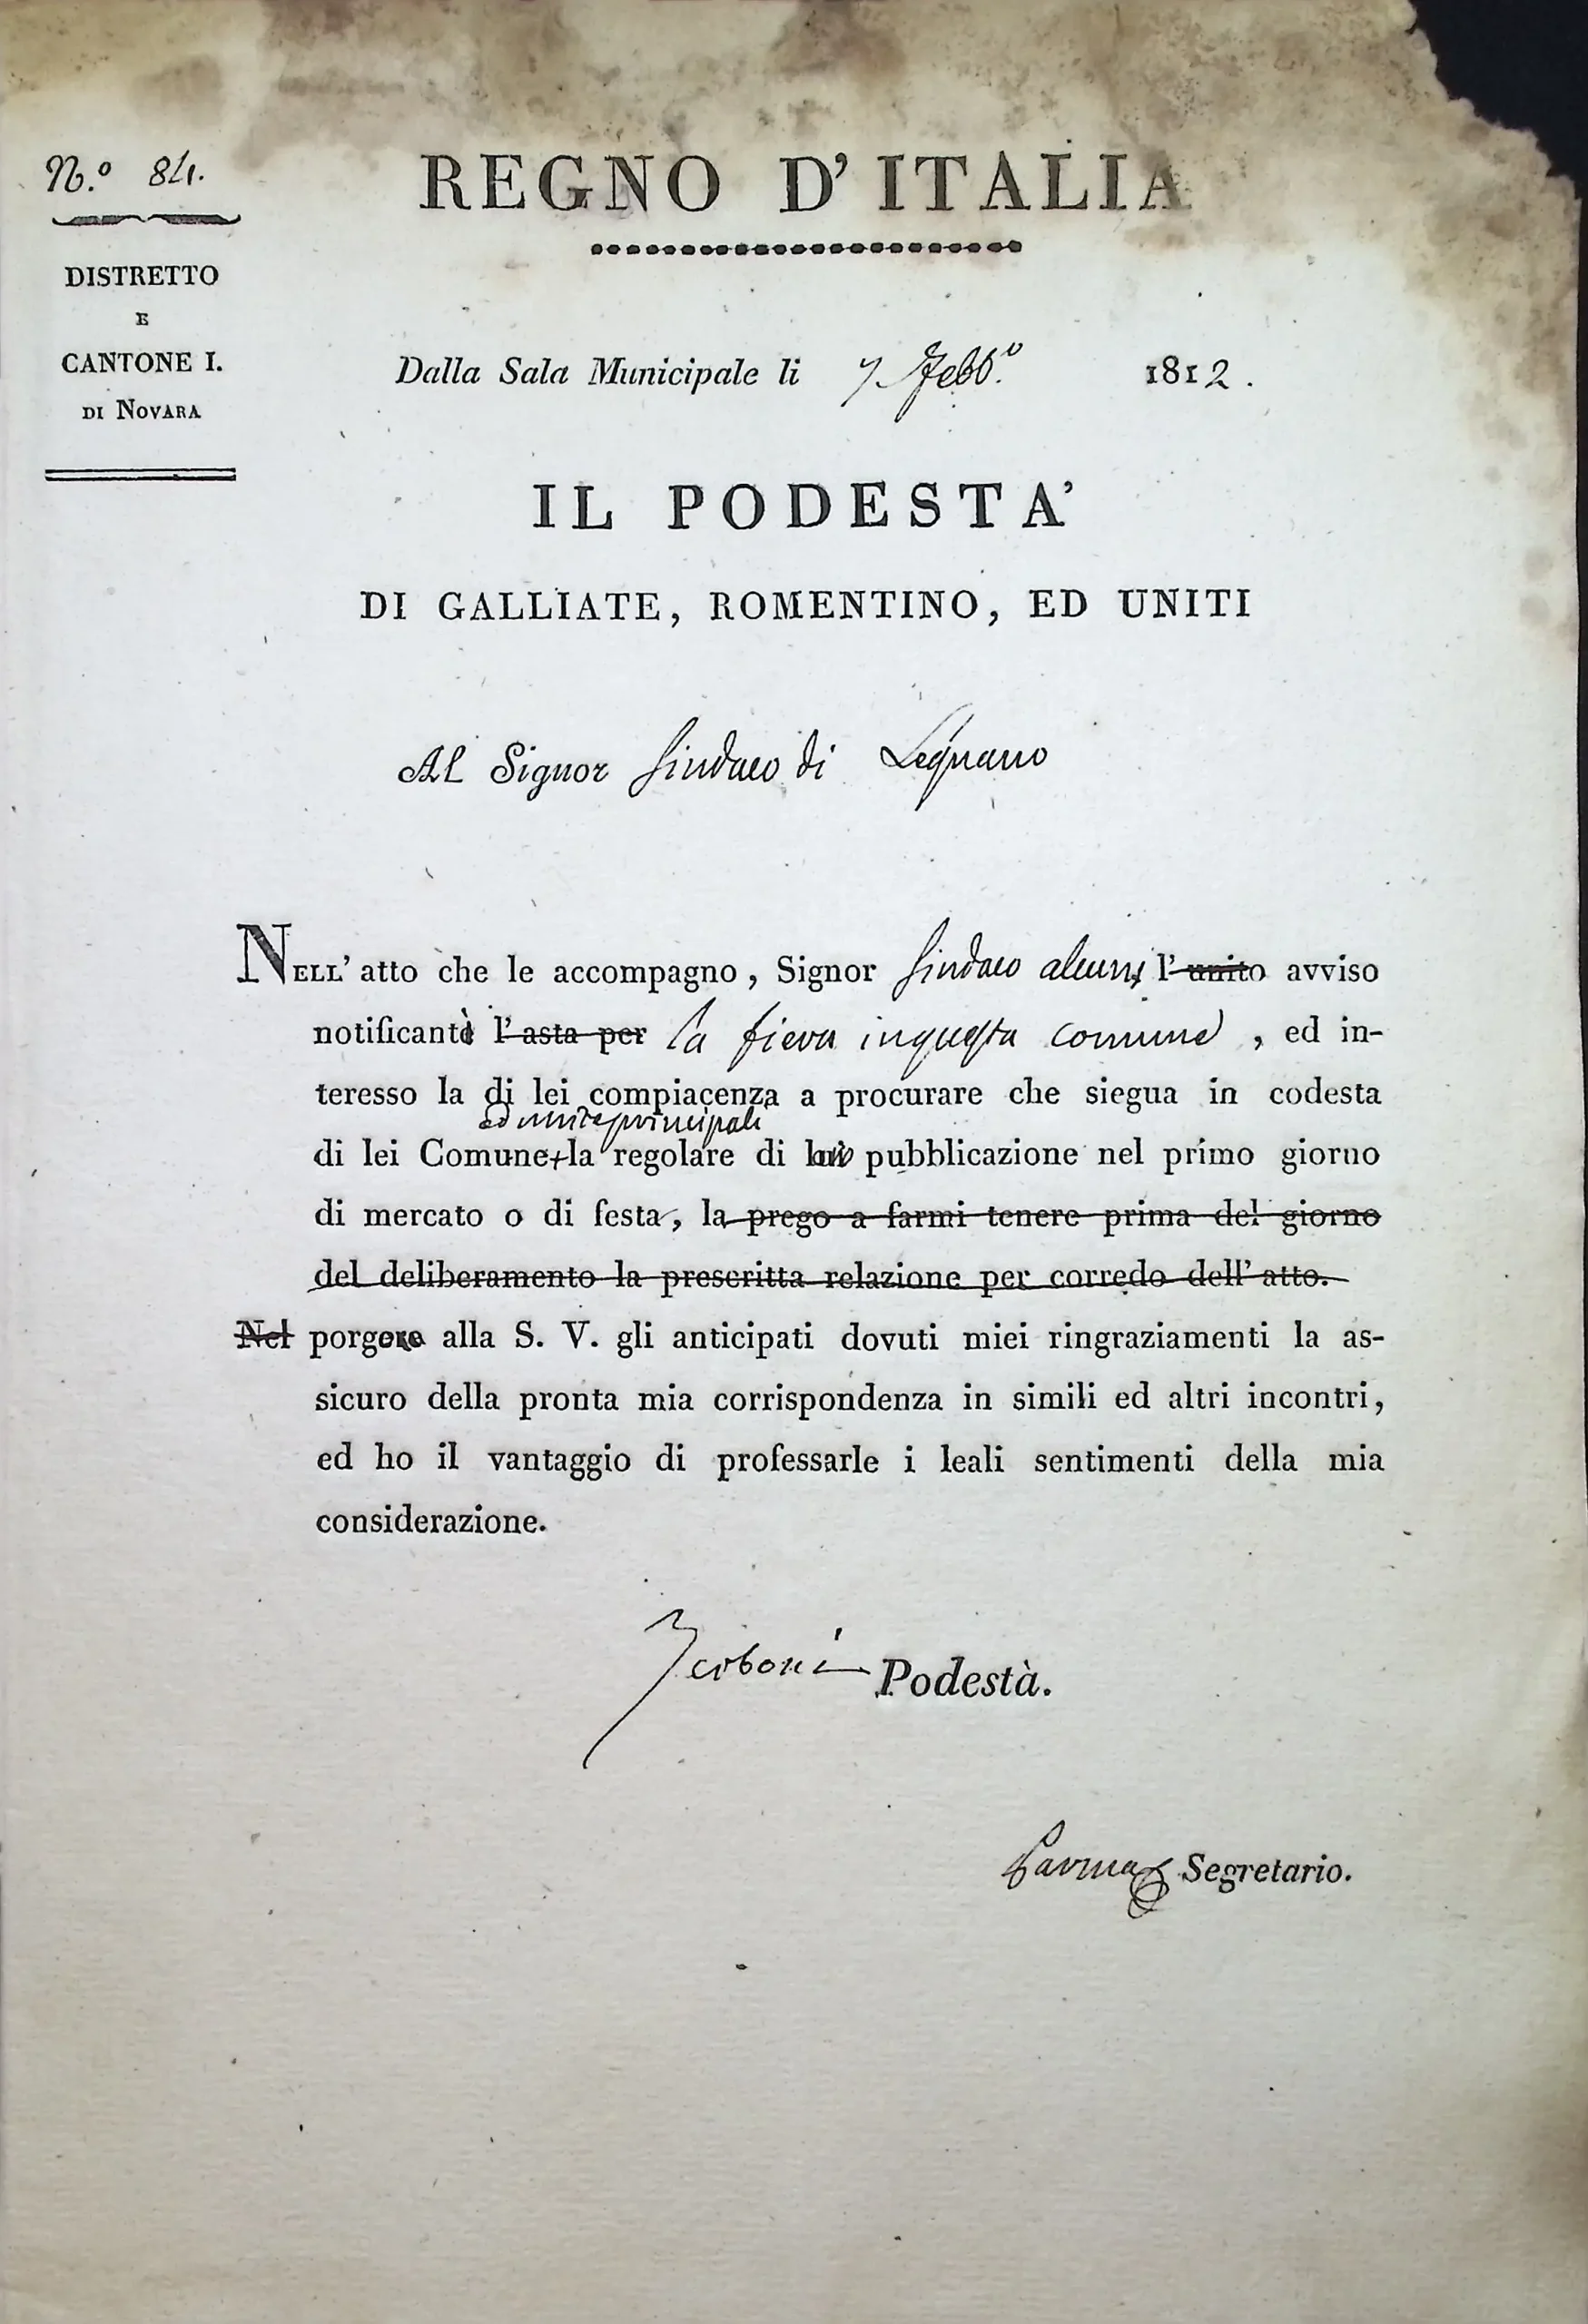 N.º 84.
REGNO D'ITALIA
DISTRETTO
E
CANTONE I.
DI NOVARA
Dalla Sala Municipale li 7 Febb.º 1812.
IL PODESTA'
DI GALLIATE, ROMENTINO, ED UNITI
Al Signor Sindaco di Legnano
NELL' atto che le accompagno, Signor Sindaco alcuni l'unito avviso
notificante l'asta per la fiera in questa comune, ed in-
teresso la di lei compiacenza a procurare che siegua in codesta
ed unite principali
di lei Comune+la regolare di pubblicazione nel primo giorno
di mercato o di festa, la prego a farmi tenere prima del giorno
del deliberamento la prescritta relazione per corredo dell' atto.
Nel porgere alla S. V. gli anticipati dovuti miei ringraziamenti la as-
sicuro della pronta mia corrispondenza in simili ed altri incontri,
ed ho il vantaggio di professarle i leali sentimenti della mia
considerazione.
Zerboni Podestà.
Parma Segretario.